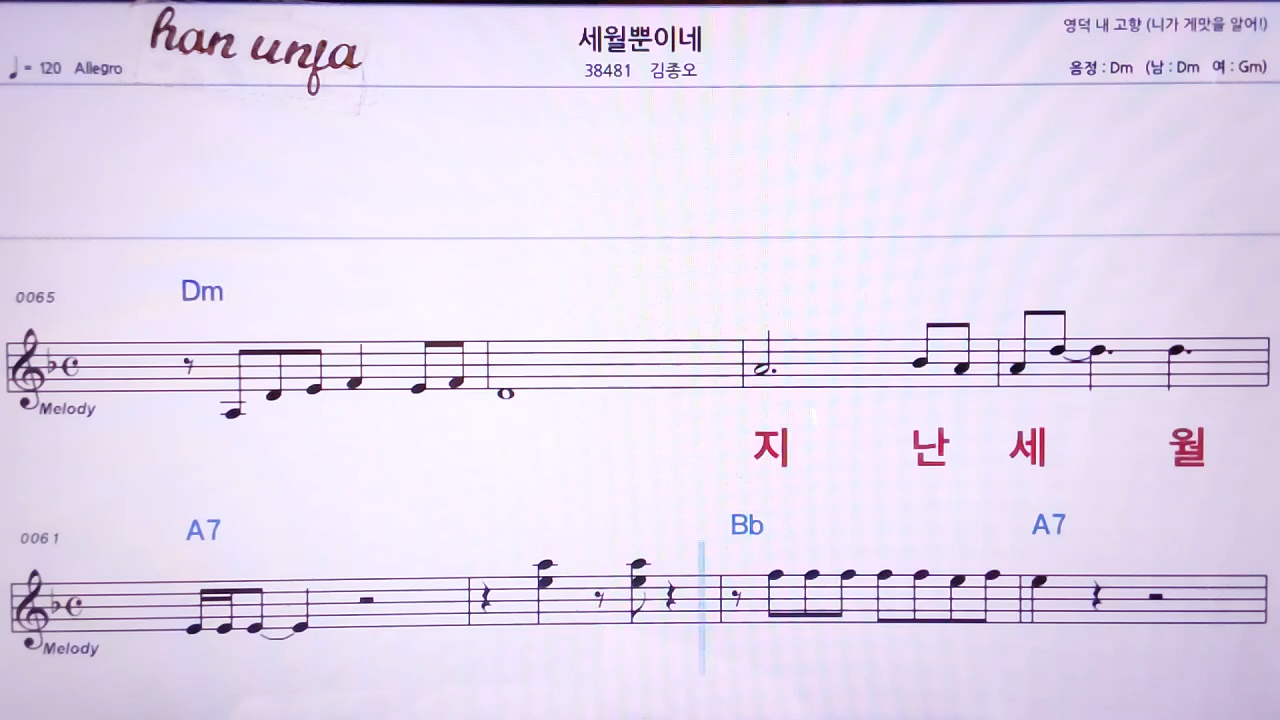 han unja
세월뿐이네
영덕 내 고향 (니가 게맛을 알어!)
♩= 120 Allegro
38481 김종오
음정 : Dm (남 : Dm 여 : Gm)
0065
Dm
Melody
지 난 세 월
0061
A7 Bb A7
Melody